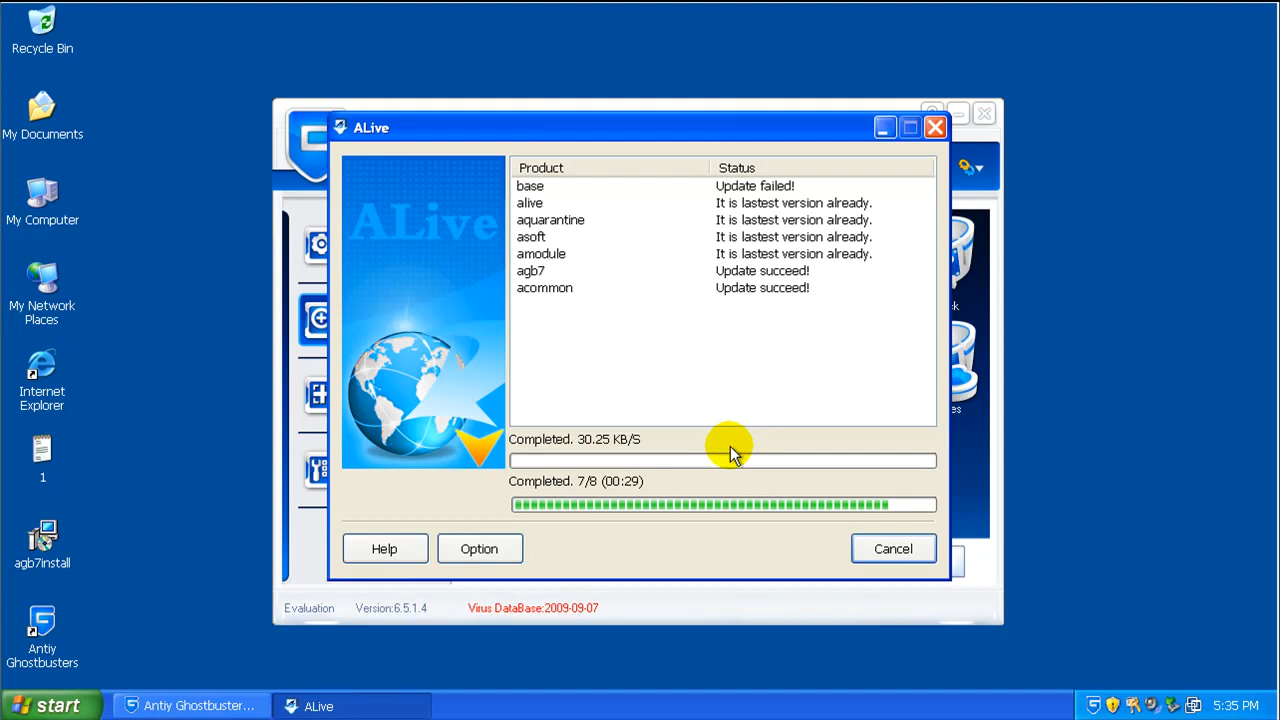 Recycle Bin
My Documents
My Computer
My Network
Places
Internet
Explorer
1
agb7install
Antiy
Ghostbusters
ALive
ALive
Product Status
base Update failed!
alive It is lastest version already.
aquarantine It is lastest version already.
asoft It is lastest version already.
amodule It is lastest version already.
agb7 Update succeed!
acommon Update succeed!
Completed. 30.25 KB/S
Completed. 7/8 (00:29)
Help Option Cancel
Evaluation Version:6.5.1.4 Virus DataBase:2009-09-07
start Antiy Ghostbuster... ALive 5:35 PM